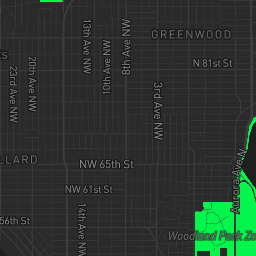 GREENWOOD
13th Ave NW
8th Ave NW
10th Ave NW
N 81st St
20th Ave NW
23rd Ave NW
3rd Ave NW
LLARD
NW 65th St
Aurora Ave N
NW 61st St
56th St
14th Ave NW
Woodland Park Zo